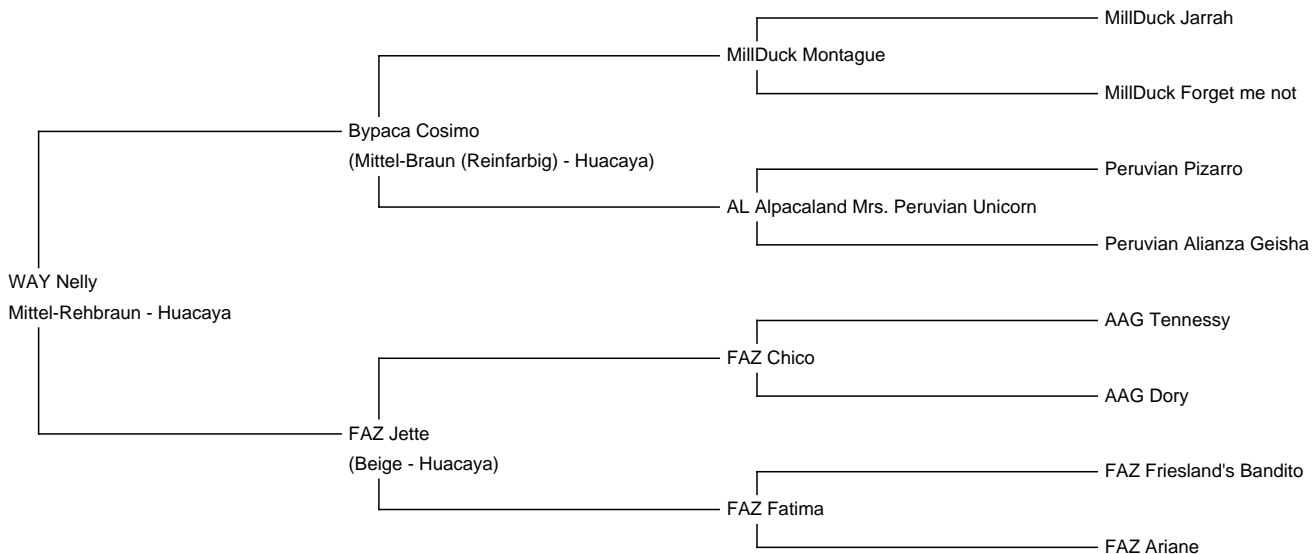 MillDuck Jarrah
MillDuck Montague
MillDuck Forget me not
Bypaca Cosimo
(Mittel-Braun (Reinfarbig) - Huacaya)
Peruvian Pizarro
AL Alpacaland Mrs. Peruvian Unicorn
Peruvian Alianza Geisha
WAY Nelly
Mittel-Rehbraun - Huacaya
AAG Tennessy
FAZ Chico
AAG Dory
FAZ Jette
(Beige - Huacaya)
FAZ Friesland's Bandito
FAZ Fatima
FAZ Ariane